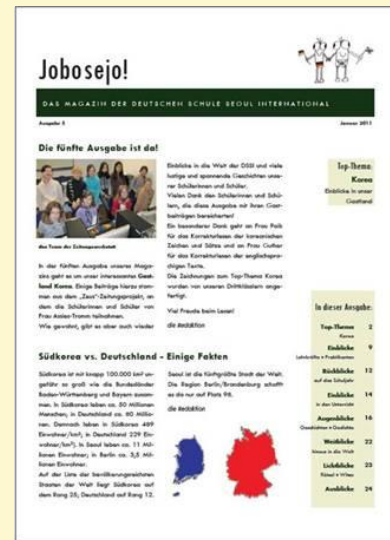 Jobosejo!
DAS MAGAZIN DER DEUTSCHEN SCHULE SEOUL INTERNATIONAL
Ausgabe 5
Januar 2011
Die fünfte Ausgabe ist da!
das Team der Zeitungswerkstatt
In der fünften Ausgabe unseres Maga-
zins geht es um unser interessantes Gast-
land Korea. Einige Beiträge hierzu stam-
men aus dem „Zeus“-Zeitungsprojekt, an
dem die Schülerinnen und Schüler von
Frau teilnahmen.
Wie gewohnt, gibt es aber auch wieder
Einblicke in die Welt der DSSI und viele
lustige und spannende Geschichten unse-
rer Schülerinnen und Schüler.
Vielen Dank den Schülerinnen und Schü-
lern, die diese Ausgabe mit ihren Gast-
beiträgen bereicherten!
Ein besonderer Dank geht an Frau Paik
für das Korrekturlesen der koreanischen
Zeichen und Sätze und an Frau Guther
für das Korrekturlesen der englischspra-
chigen Texte.
Die Zeichnungen zum Top-Thema Korea
wurden von unseren Drittklässlern ange-
fertigt.
Viel Freude beim Lesen!
die Redaktion
Top-Thema:
Korea
Einblicke in unser
Gastland
Südkorea vs. Deutschland - Einige Fakten
Südkorea ist mit knapp 100.000 km² un-
gefähr so groß wie die Bundesländer
Baden-Württemberg und Bayern zusam-
men. In Südkorea leben ca. 50 Millionen
Menschen; in Deutschland ca. 80 Millio-
nen. Demnach leben in Südkorea 489
Einwohner/km²; in Deutschland 229 Ein-
wohner/km². In Seoul leben ca. 11 Mil-
lionen Einwohner; in Berlin ca. 3,5 Mil-
lionen Einwohner.
Auf der Liste der bevölkerungsreichsten
Staaten der Welt liegt Südkorea auf
dem Rang 25; Deutschland auf Rang 12.
Seoul ist die fünftgrößte Stadt der Welt.
Die Region Berlin/Brandenburg schafft
es da nur auf Platz 98.
die Redaktion
In dieser Ausgabe:
Top-Thema 2
Korea
Einblicke 9
Lehrkräfte + Praktikanten
Rückblicke 12
auf das Schuljahr
Einblicke 14
in den Unterricht
Augenblicke 16
Geschichten + Gedichte
Weitblicke 22
hinaus in die Welt
Lichtblicke 23
Rätsel + Witze
Ausblicke 24